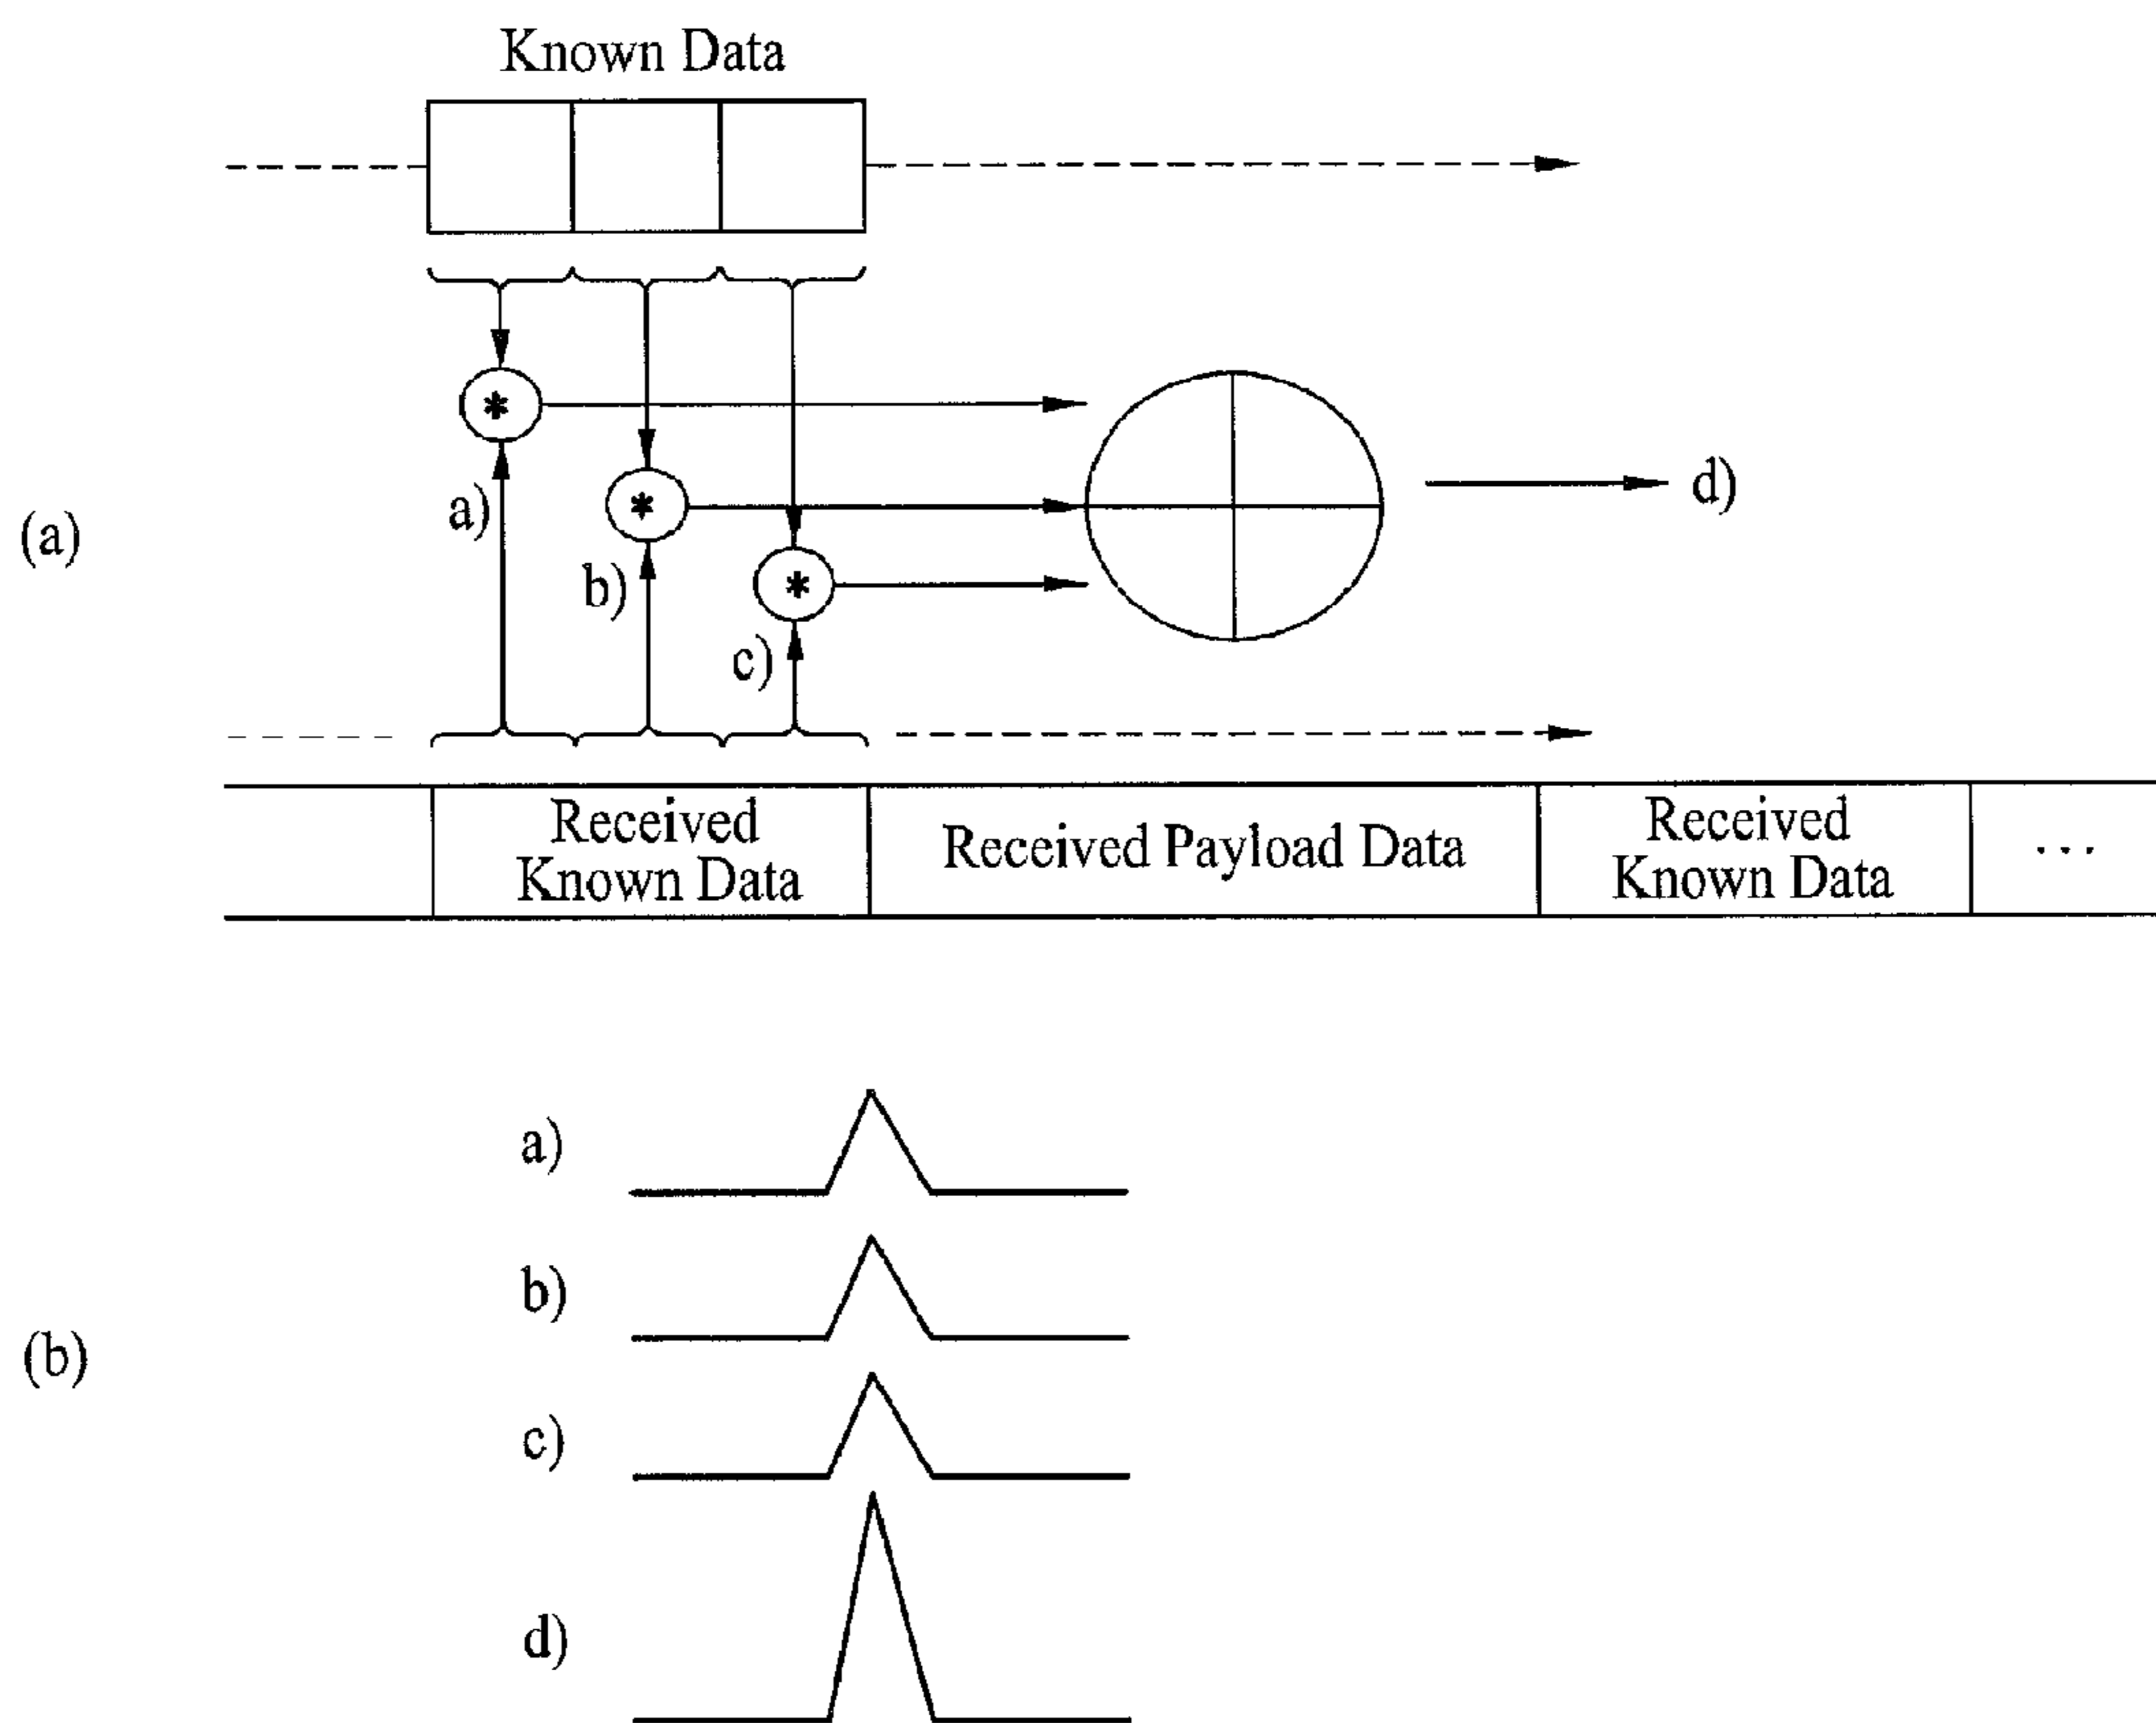 Known Data
*
a)
*
b)
*
c)
d)
(a)
Received
Known Data
Received Payload Data
Received
Known Data
...
(b)
a)
b)
c)
d)